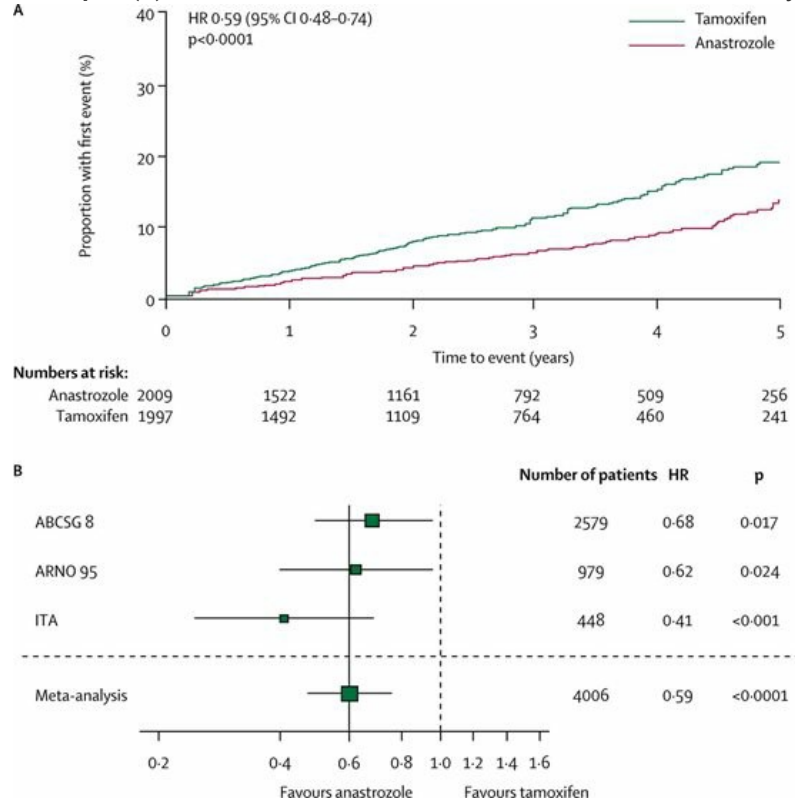 A
HR 0·59 (95% CI 0·48–0·74)
p<0·0001
Tamoxifen
Anastrozole
Proportion with first event (%)
40
30
20
10
0
0 1 2 3 4 5
Time to event (years)
Numbers at risk:
Anastrozole 2009 1522 1161 792 509 256
Tamoxifen 1997 1492 1109 764 460 241
B
Number of patients HR p
ABCSG 8 2579 0·68 0·017
ARNO 95 979 0·62 0·024
ITA 448 0·41 <0·001
Meta-analysis 4006 0·59 <0·0001
0·2 0·4 0·6 0·8 1·0 1·2 1·4 1·6
Favours anastrozole Favours tamoxifen